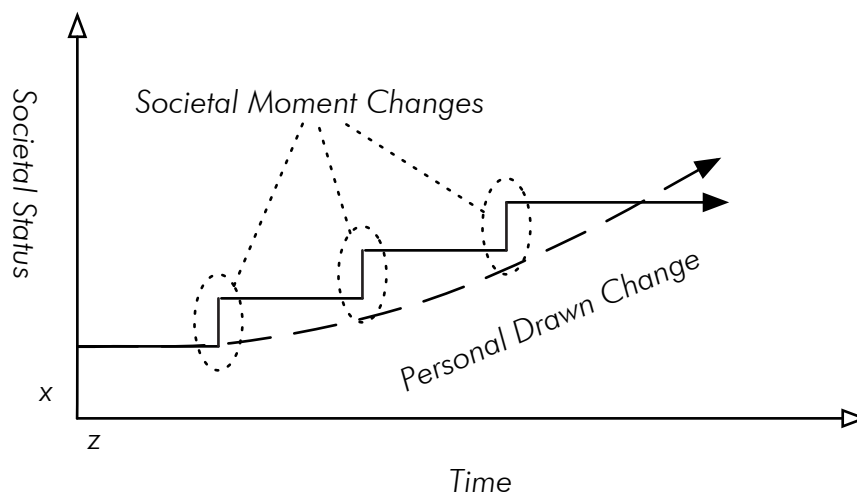 Societal Moment Changes
Societal Status
Personal Drawn Change
x
z
Time